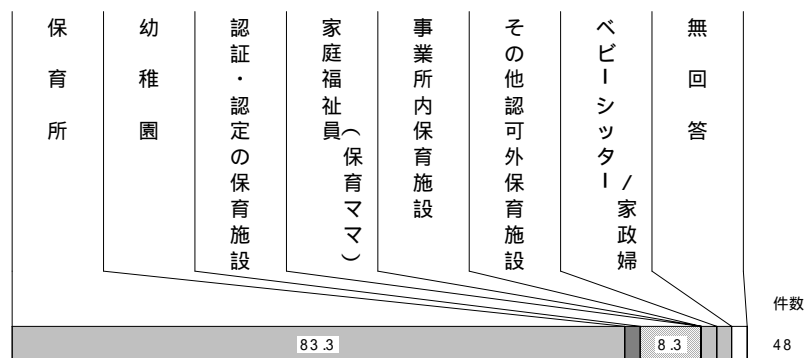 保育所
幼稚園
認証・認定の保育施設
家庭福祉員
（保育ママ）
事業所内保育施設
その他認可外保育施設
ベビーシッター
/家政婦
無回答
件数
83.3
8.3
48